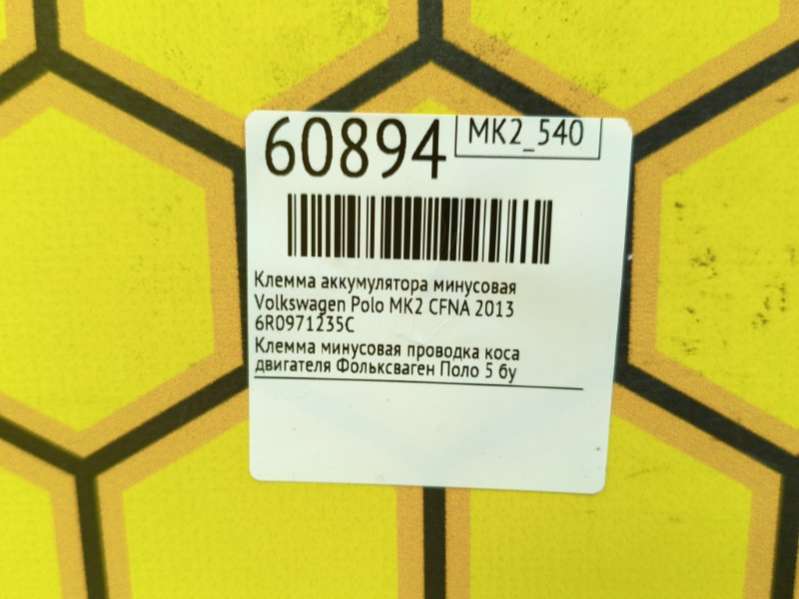 60894
MK2_540
Клемма аккумулятора минусовая
Volkswagen Polo MK2 CFNA 2013
6R0971235C
Клемма минусовая проводка коса
двигателя Фольксваген Поло 5 бу